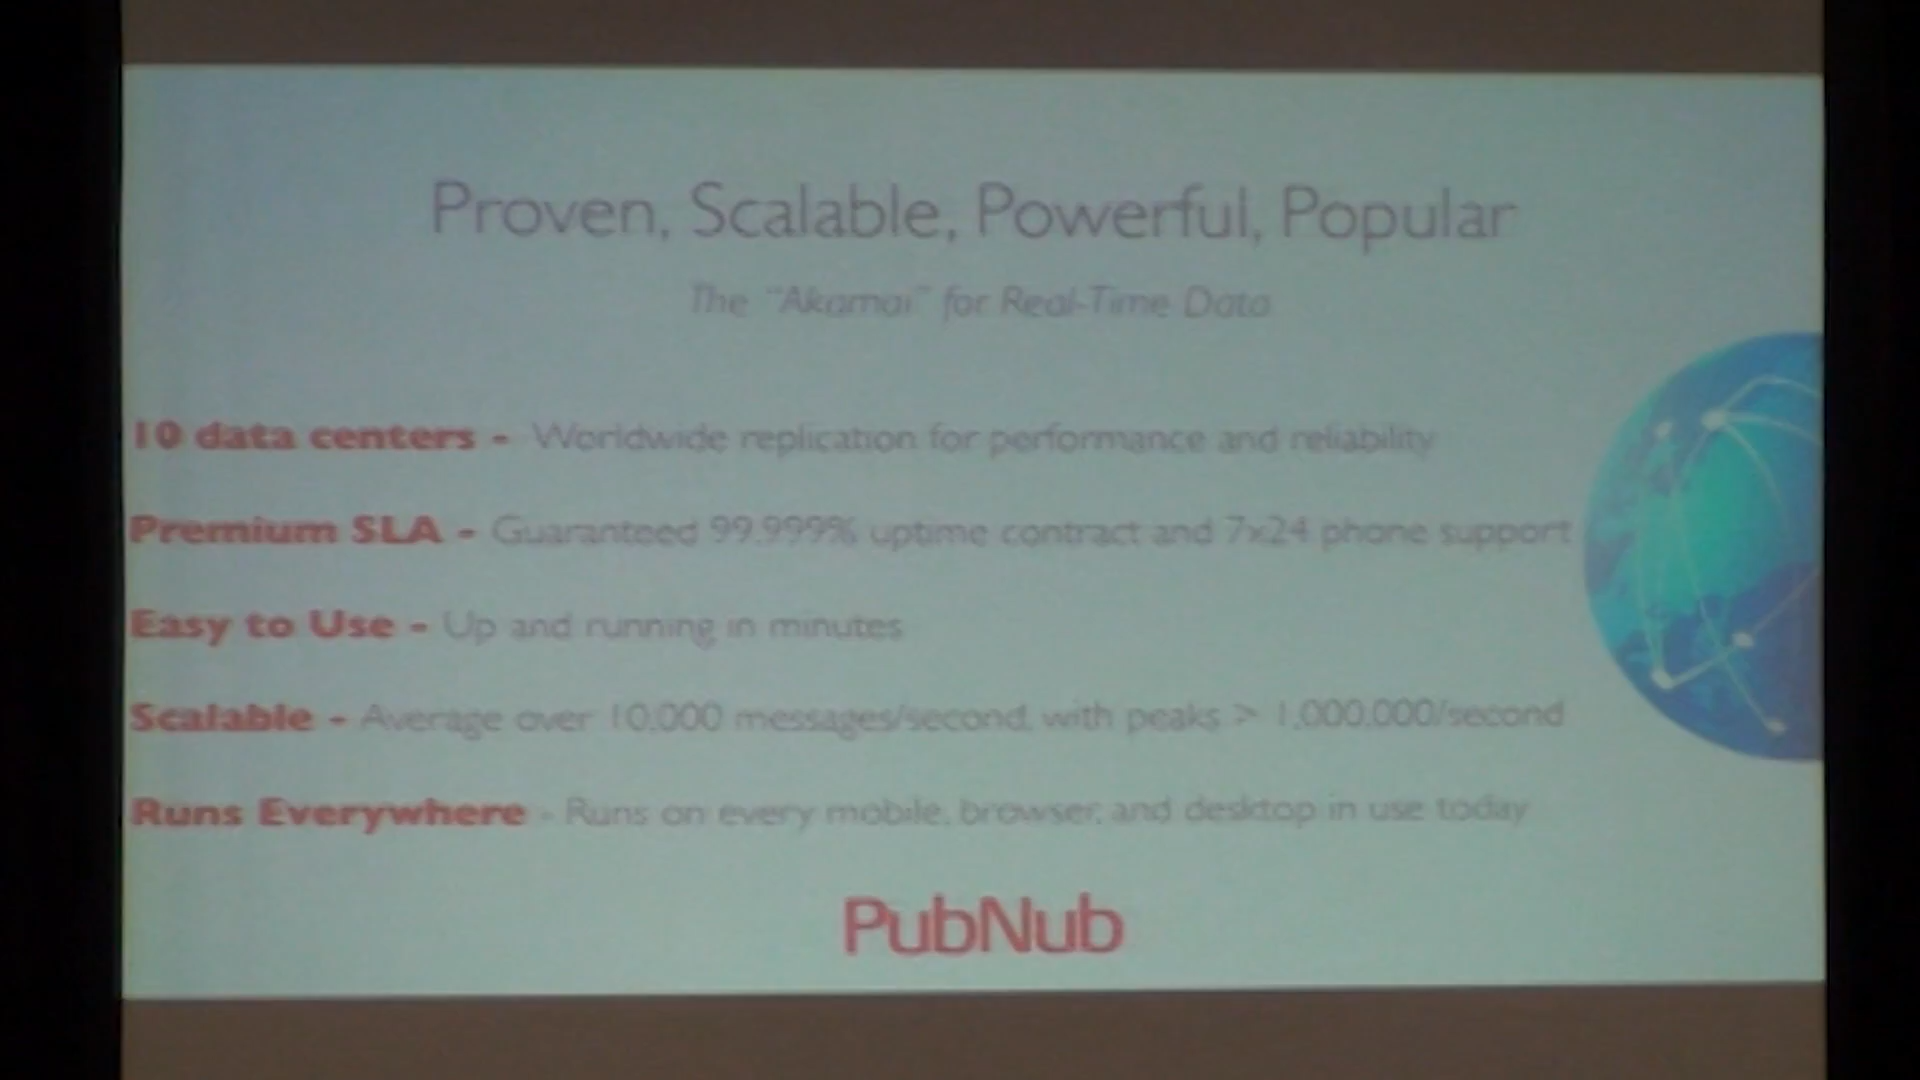 Proven, Scalable, Powerful, Popular
The "Akamai" for Real-Time Data
10 data centers - Worldwide replication for performance and reliability
Premium SLA - Guaranteed 99.999% uptime contract and 7x24 phone support
Easy to Use - Up and running in minutes
Scalable - Average over 10,000 messages/second, with peaks > 1,000,000/second
Runs Everywhere - Runs on every mobile, browser, and desktop in use today
PubNub